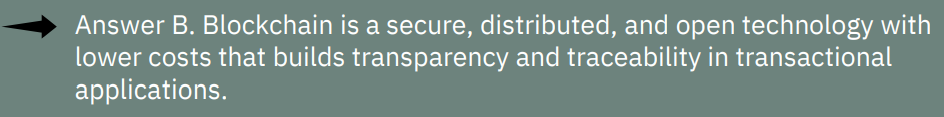 Answer B. Blockchain is a secure, distributed, and open technology with
lower costs that builds transparency and traceability in transactional
applications.